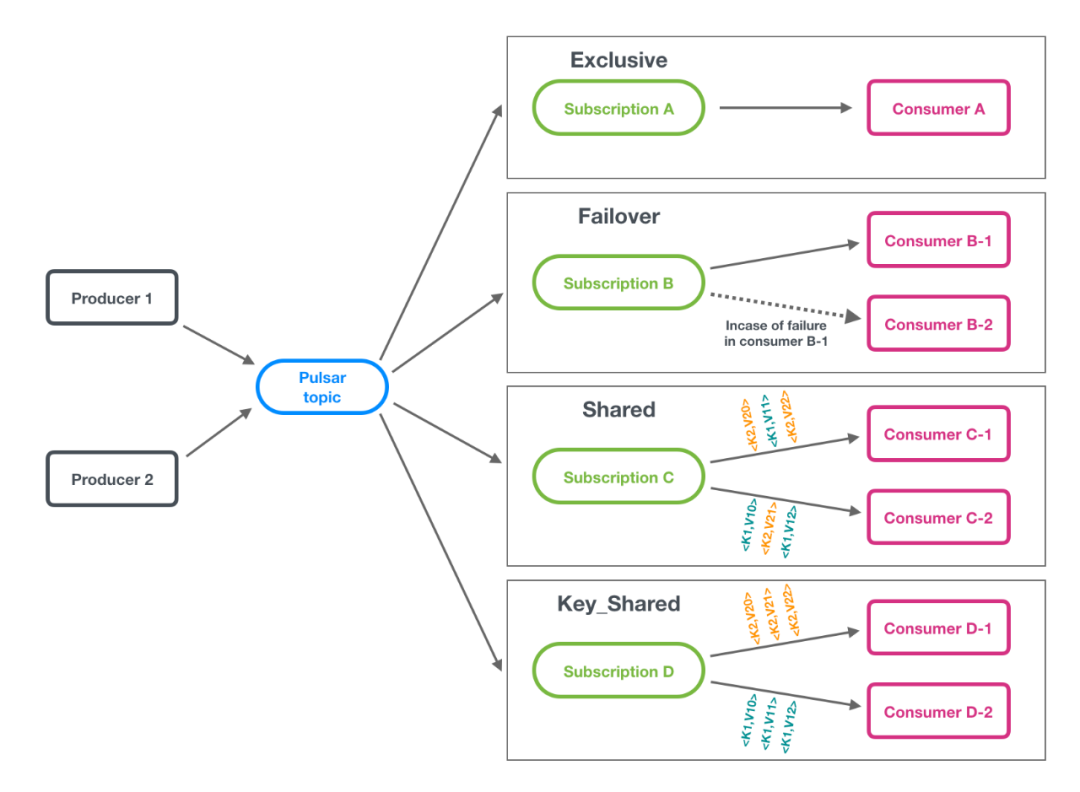 Producer 1
Producer 2
Pulsar
topic
Exclusive
Subscription A
Consumer A
Failover
Subscription B
Consumer B-1
Consumer B-2
Incase of failure
in consumer B-1
Shared
Subscription C
<K2,V20>
<K1,V11>
<K2,V22>
Consumer C-1
<K1,V10>
<K2,V21>
<K1,V12>
Consumer C-2
Key_Shared
Subscription D
<K2,V20>
<K2,V21>
<K2,V22>
Consumer D-1
<K1,V10>
<K1,V11>
<K1,V12>
Consumer D-2